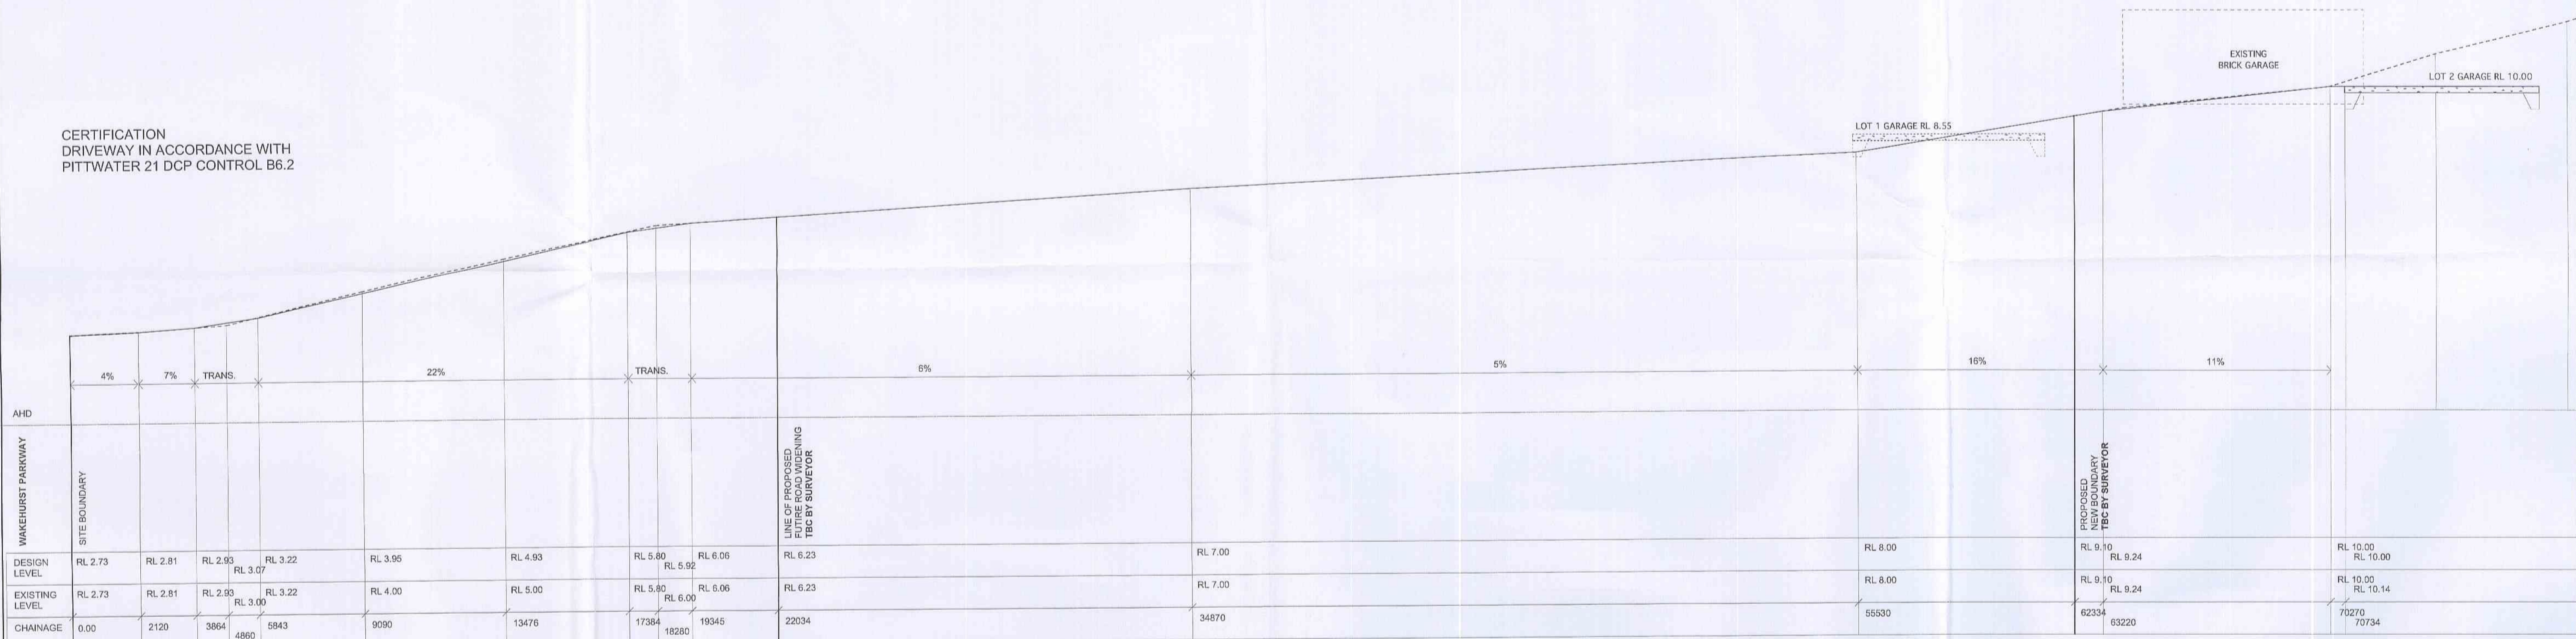 EXISTING
BRICK GARAGE
LOT 2 GARAGE RL 10.00
LOT 1 GARAGE RL 8.55
CERTIFICATION
DRIVEWAY IN ACCORDANCE WITH
PITTWATER 21 DCP CONTROL B6.2
4%
7%
TRANS.
22%
TRANS.
6%
5%
16%
11%
AHD
WAKEHURST PARKWAY
SITE BOUNDARY
LINE OF PROPOSED
FUTIRE ROAD WIDENING
TBC BY SURVEYOR
PROPOSED
NEW BOUNDARY
TBC BY SURVEYOR
DESIGN
LEVEL
RL 2.73
RL 2.81
RL 2.93
RL 3.07
RL 3.22
RL 3.95
RL 4.93
RL 5.80
RL 5.92
RL 6.06
RL 6.23
RL 7.00
RL 8.00
RL 9.10
RL 9.24
RL 10.00
RL 10.00
EXISTING
LEVEL
RL 2.73
RL 2.81
RL 2.93
RL 3.00
RL 3.22
RL 4.00
RL 5.00
RL 5.80
RL 6.00
RL 6.06
RL 6.23
RL 7.00
RL 8.00
RL 9.10
RL 9.24
RL 10.00
RL 10.14
CHAINAGE
0.00
2120
3864
4860
5843
9090
13476
17384
18280
19345
22034
34870
55530
62334
63220
70270
70734